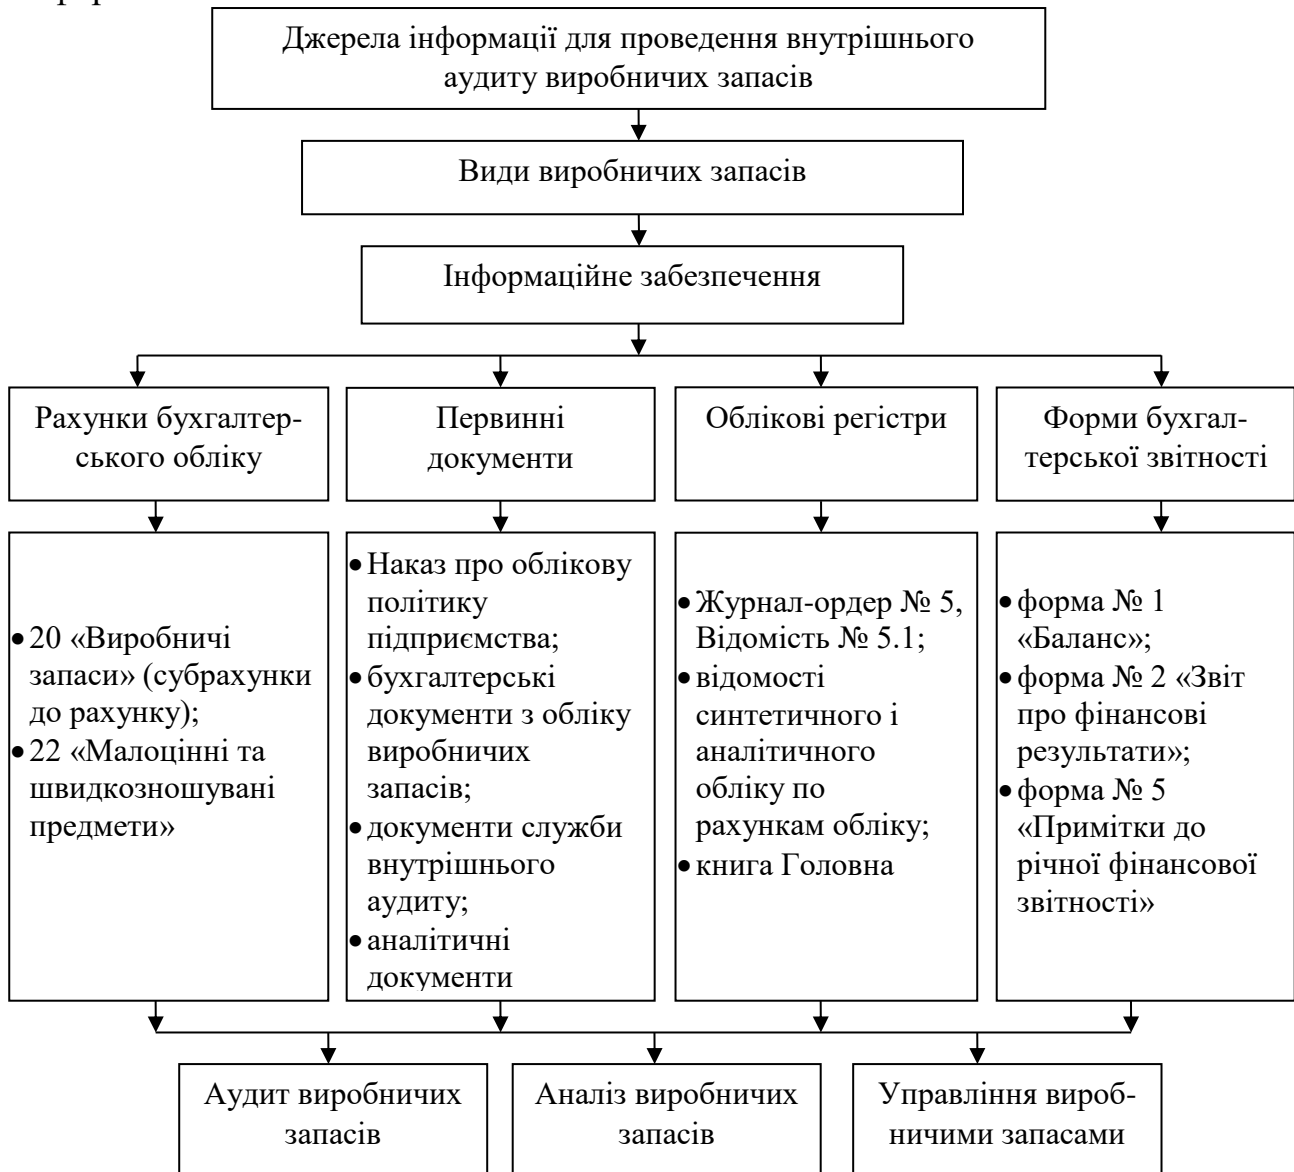 Джерела інформації для проведення внутрішнього
аудиту виробничих запасів
Види виробничих запасів
Інформаційне забезпечення
Рахунки бухгалтер-
ського обліку
Первинні
документи
Облікові регістри
Форми бухгал-
терської звітності
• 20 «Виробничі
запаси» (субрахунки
до рахунку);
• 22 «Малоцінні та
швидкозношувані
предмети»
• Наказ про облікову
політику
підприємства;
• бухгалтерські
документи з обліку
виробничих
запасів;
• документи служби
внутрішнього
аудиту;
• аналітичні
документи
• Журнал-ордер № 5,
Відомість № 5.1;
• відомості
синтетичного і
аналітичного
обліку по
рахункам обліку;
• книга Головна
• форма № 1
«Баланс»;
• форма № 2 «Звіт
про фінансові
результати»;
• форма № 5
«Примітки до
річної фінансової
звітності»
Аудит виробничих
запасів
Аналіз виробничих
запасів
Управління вироб-
ничими запасами